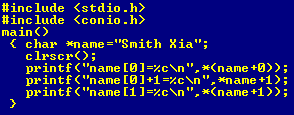 #include <stdio.h>
#include <conio.h>
main()
{ char *name="Smith Xia";
clrscr();
printf("name[0]=%c\n",*(name+0));
printf("name[0]+1=%c\n",*name+1);
printf("name[1]=%c\n",*(name+1));
}